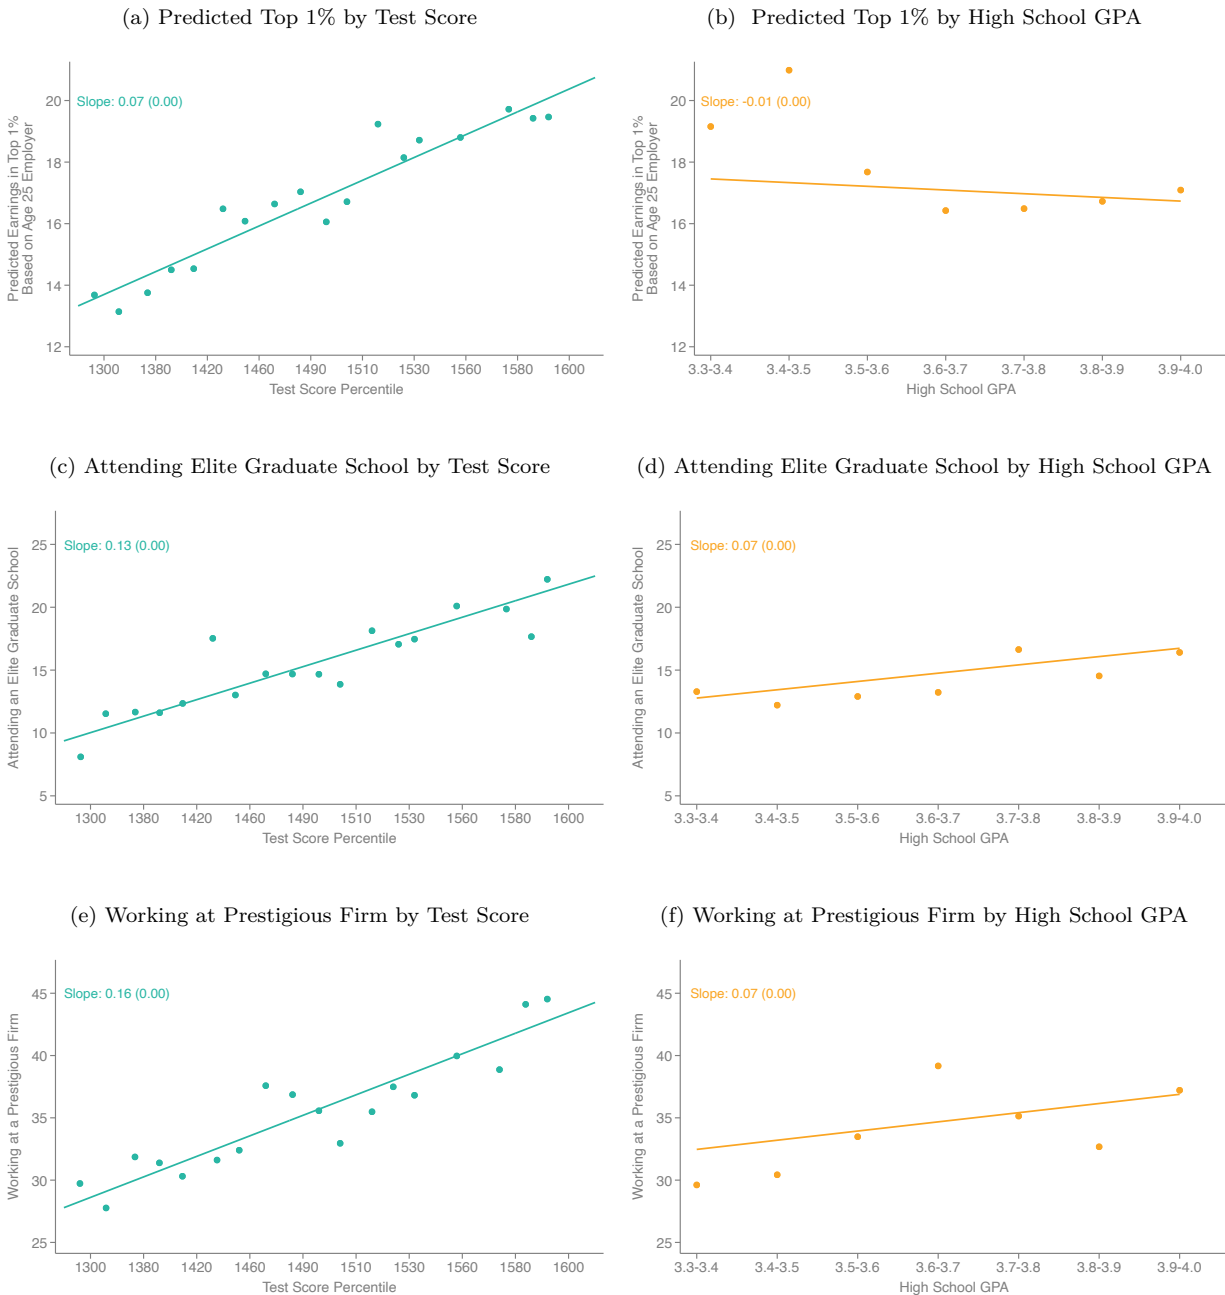 (a) Predicted Top 1% by Test Score
Slope: 0.07 (0.00)
Predicted Earnings in Top 1%
Based on Age 25 Employer
20
18
16
14
12
1300 1380 1420 1460 1490 1510 1530 1560 1580 1600
Test Score Percentile
(b) Predicted Top 1% by High School GPA
Slope: -0.01 (0.00)
Predicted Earnings in Top 1%
Based on Age 25 Employer
20
18
16
14
12
3.3-3.4 3.4-3.5 3.5-3.6 3.6-3.7 3.7-3.8 3.8-3.9 3.9-4.0
High School GPA
(c) Attending Elite Graduate School by Test Score
Slope: 0.13 (0.00)
Attending an Elite Graduate School
25
20
15
10
5
1300 1380 1420 1460 1490 1510 1530 1560 1580 1600
Test Score Percentile
(d) Attending Elite Graduate School by High School GPA
Slope: 0.07 (0.00)
Attending an Elite Graduate School
25
20
15
10
5
3.3-3.4 3.4-3.5 3.5-3.6 3.6-3.7 3.7-3.8 3.8-3.9 3.9-4.0
High School GPA
(e) Working at Prestigious Firm by Test Score
Slope: 0.16 (0.00)
Working at a Prestigious Firm
45
40
35
30
25
1300 1380 1420 1460 1490 1510 1530 1560 1580 1600
Test Score Percentile
(f) Working at Prestigious Firm by High School GPA
Slope: 0.07 (0.00)
Working at a Prestigious Firm
45
40
35
30
25
3.3-3.4 3.4-3.5 3.5-3.6 3.6-3.7 3.7-3.8 3.8-3.9 3.9-4.0
High School GPA